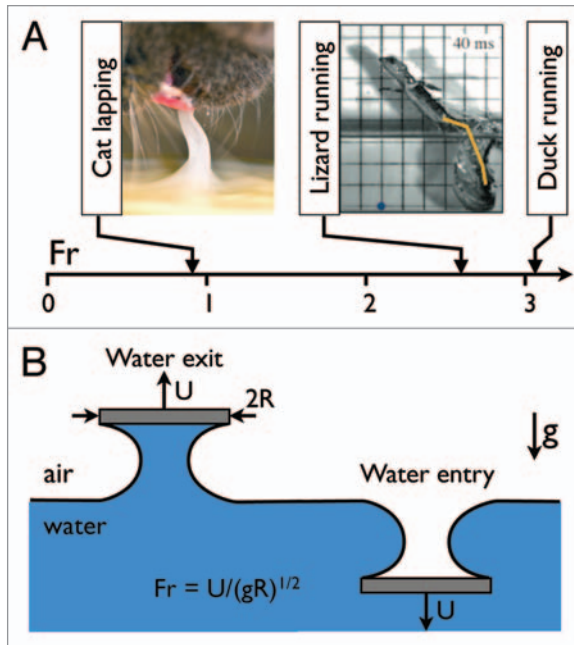 A
Cat lapping
Lizard running
40 ms
Duck running
Fr
0 1 2 3
B
Water exit
U
2R
g
air
Water entry
water
Fr = U/(gR)^{1/2}
U